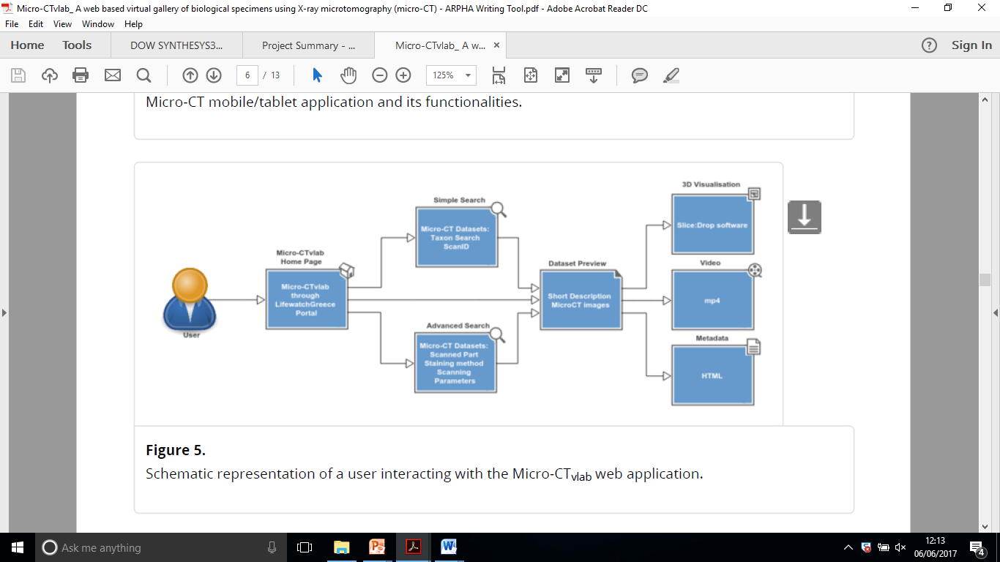 Micro-CTvlab_ A web based virtual gallery of biological specimens using X-ray microtomography (micro-CT) - ARPHA Writing Tool.pdf - Adobe Acrobat Reader DC
File Edit View Window Help
Home Tools DOW SYNTHESYS3... Project Summary - ... Micro-CTvlab_ A w... × Sign In
6 / 13 125%
Micro-CT mobile/tablet application and its functionalities.
User
Micro-CTvlab
Home Page
Micro-CTvlab
through
LifewatchGreece
Portal
Simple Search
Micro-CT Datasets:
Taxon Search
ScanID
Advanced Search
Micro-CT Datasets:
Scanned Part
Staining method
Scanning
Parameters
Dataset Preview
Short Description
MicroCT images
3D Visualisation
Slice:Drop software
Video
mp4
Metadata
HTML
Figure 5.
Schematic representation of a user interacting with the Micro-CTvlab web application.
Ask me anything
12:13
06/06/2017
4